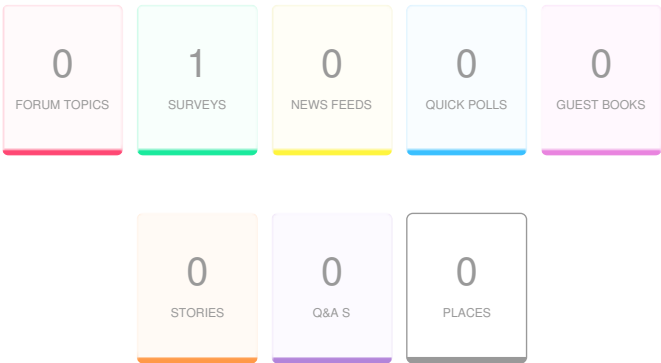 0 1 0 0 0
FORUM TOPICS SURVEYS NEWS FEEDS QUICK POLLS GUEST BOOKS
0 0 0
STORIES Q&A S PLACES